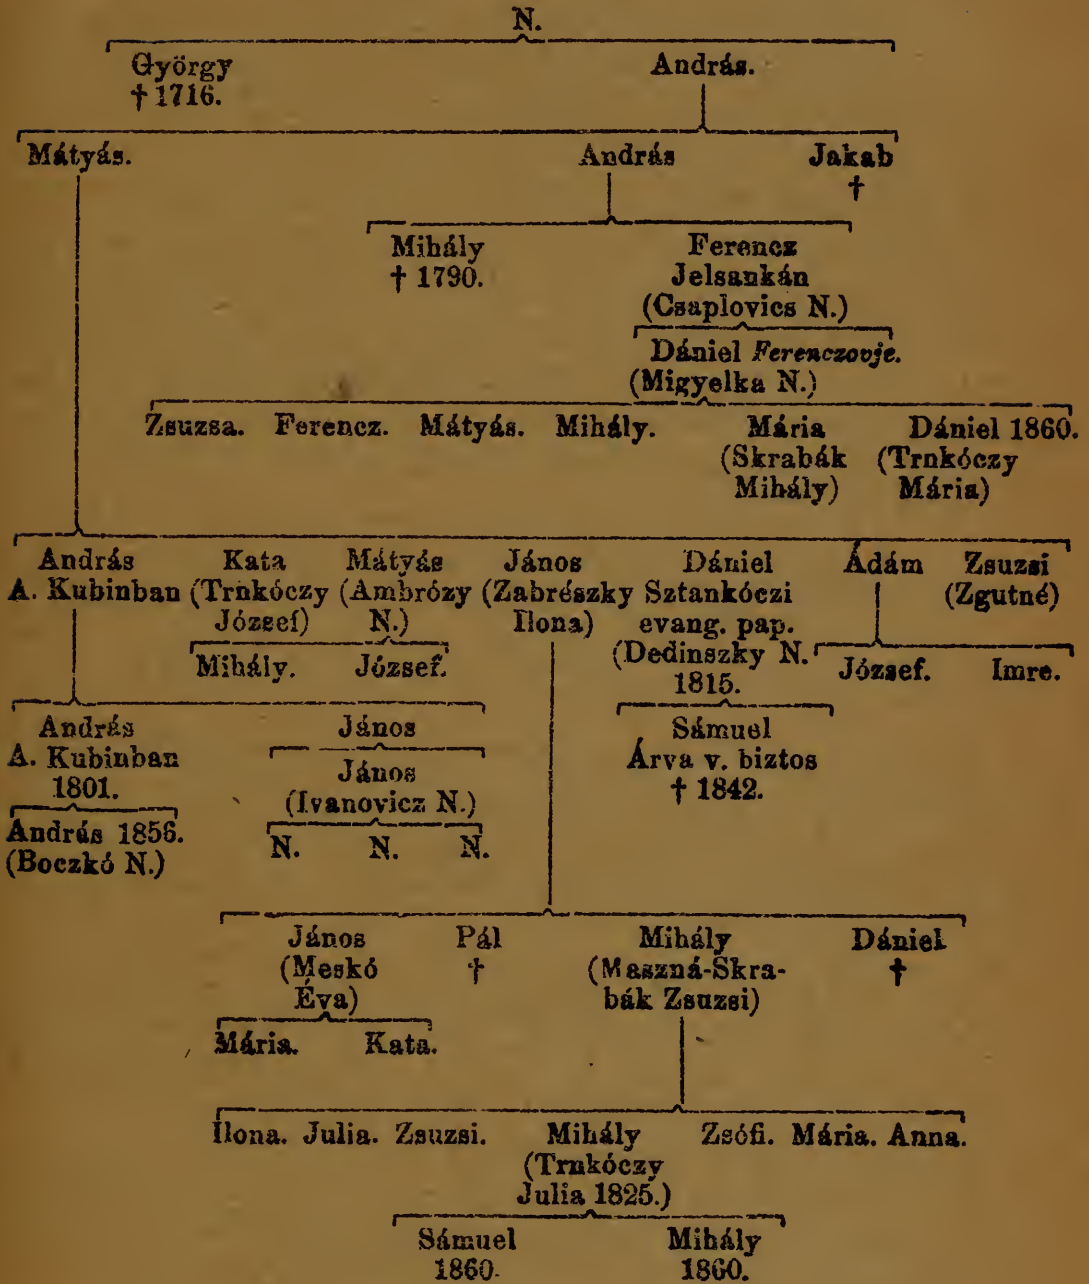 N.
György András.
† 1716.
Mátyás. András Jakab
†
Mihály Ferencz
† 1790. Jelsankán
(Csaplovics N.)
Dániel Ferenczovje.
(Migyelka N.)
Zsuzsa. Ferencz. Mátyás. Mihály. Mária Dániel 1860.
(Skrabák (Trnkóczy
Mihály) Mária)
András Kata Mátyás János Dániel Ádám Zsuzsi
A. Kubinban (Trnkóczy (Ambrózy (Zabrészky Sztankóczi (Zgutné)
József) N.) Ilona) evang. pap.
(Dedinszky N.
Mihály. József. 1815. József. Imre.
András János Sámuel
A. Kubinban Árva v. biztos
1801. János † 1842.
(Ivanovicz N.)
András 1856. N. N. N.
(Boczkó N.)
János Pál Mihály Dániel
(Meskó † (Maszná-Skra- †
Éva) bák Zsuzsi)
Mária. Kata.
Ilona. Julia. Zsuzsi. Mihály Zsófi. Mária. Anna.
(Trnkóczy
Julia 1825.)
Sámuel Mihály
1860. 1860.